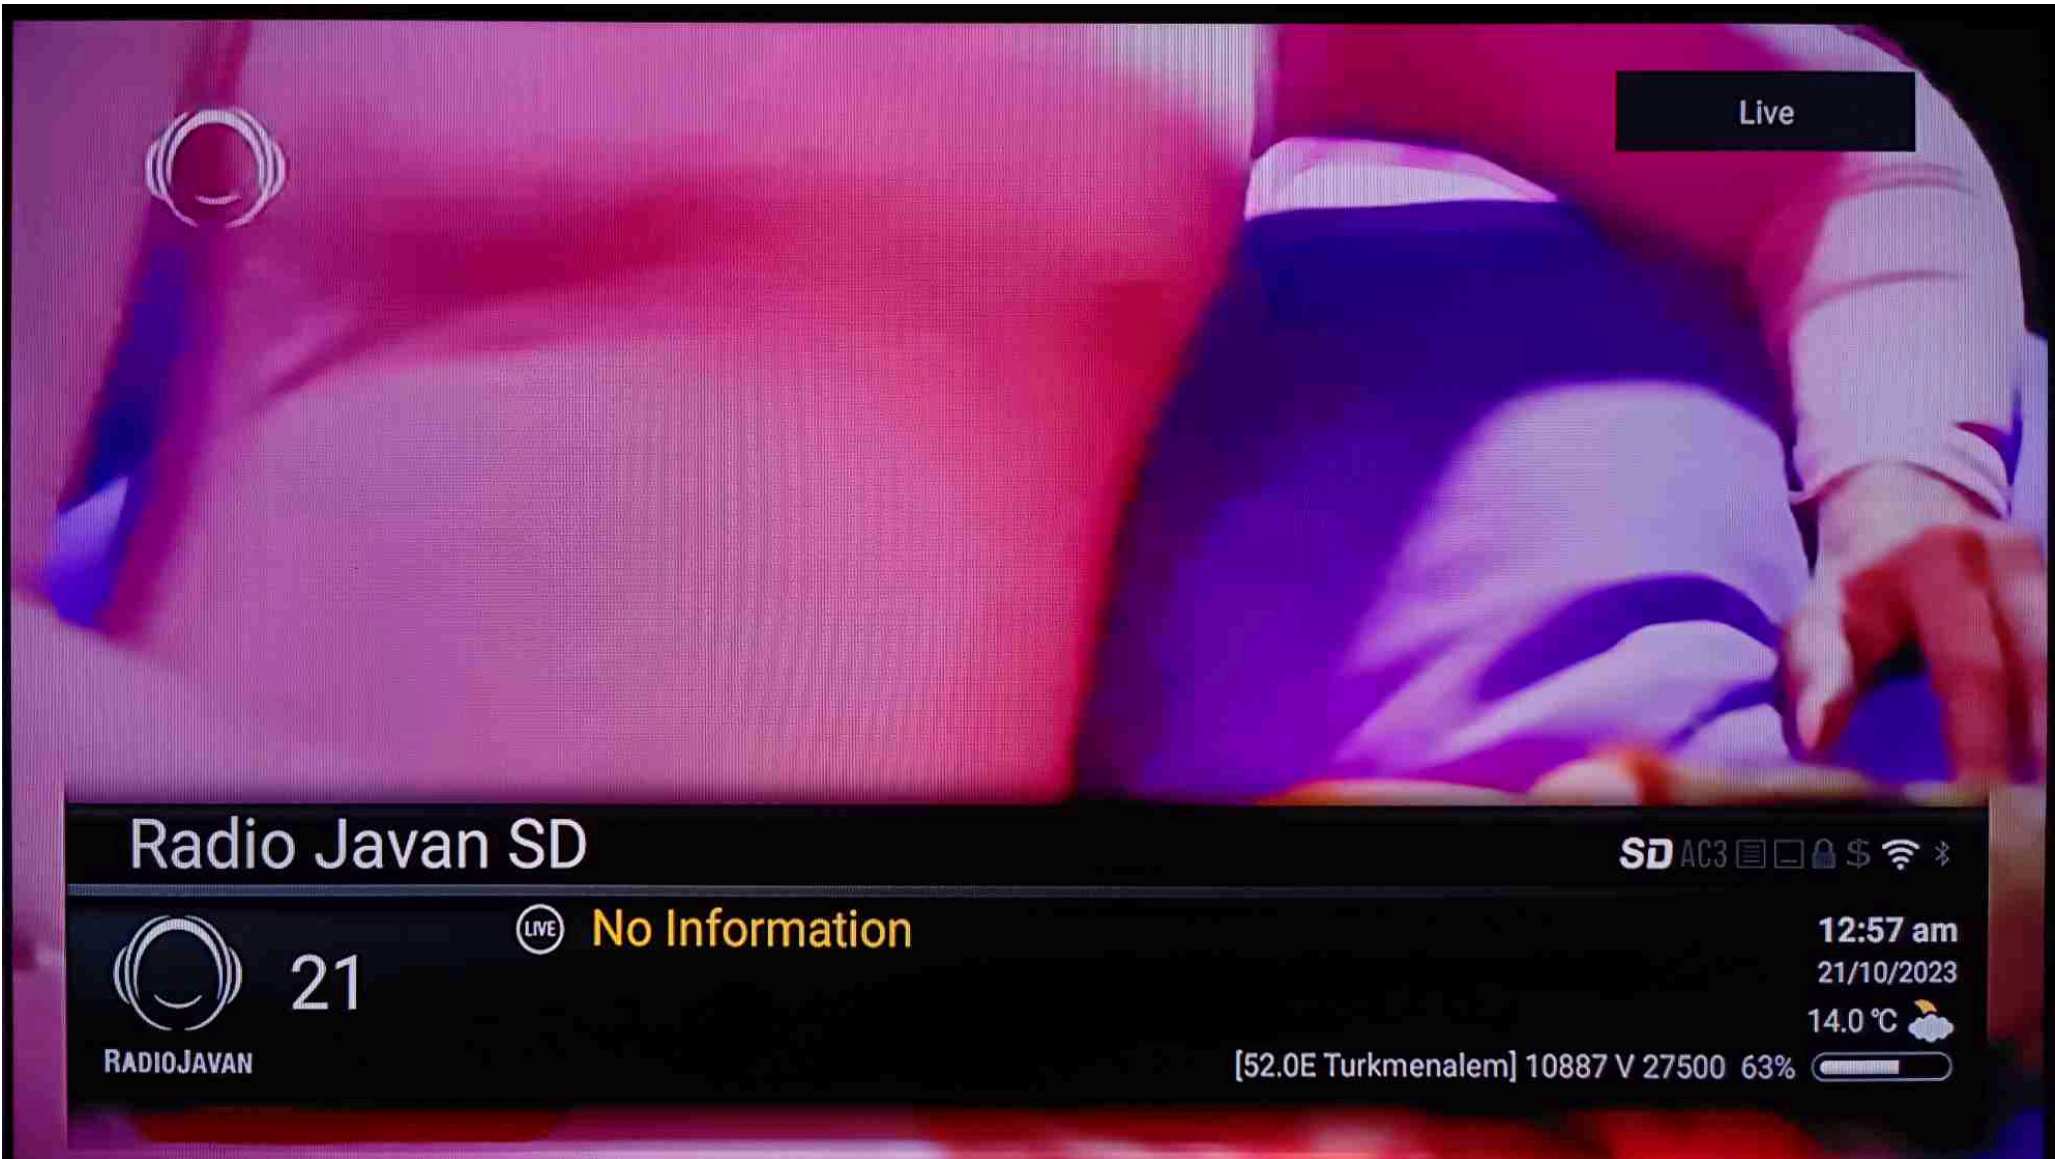 Live
Radio Javan SD
SD AC3 $
LIVE No Information
21
RADIOJAVAN
12:57 am
21/10/2023
14.0 °C
[52.0E Turkmenalem] 10887 V 27500 63%